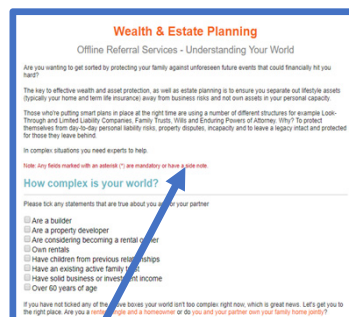 Wealth & Estate Planning
Offline Referral Services - Understanding Your World
Are you wanting to get sorted by protecting your family against unforeseen future events that could financially hit you
hard?
The key to effective wealth and asset protection, as well as estate planning is to ensure you separate out lifestyle assets
(typically your home and term life insurance) away from business risks and not own assets in your personal capacity.
Those who're putting smart plans in place at the right time are using a number of different structures for example Look-
Through and Limited Liability Companies, Family Trusts, Wills and Enduring Powers of Attorney. Why? To protect
themselves from day-to-day personal liability risks, property disputes, incapacity and to leave a legacy intact and protected
for those they leave behind.
In complex situations you need experts to help.
Note: Any fields marked with an asterisk (*) are mandatory or have a side note.
How complex is your world?
Please tick any statements that are true about you or your partner
Are a builder
Are a property developer
Are considering becoming a rental owner
Own rentals
Have children from previous relationships
Have an existing active family trust
Have solid business or investment income
Over 60 years of age
If you have not ticked any of the above boxes your world isn't too complex right now, which is great news. Let's get you to
the right place. Are you a renter, single and a homeowner or do you and your partner own your family home jointly?